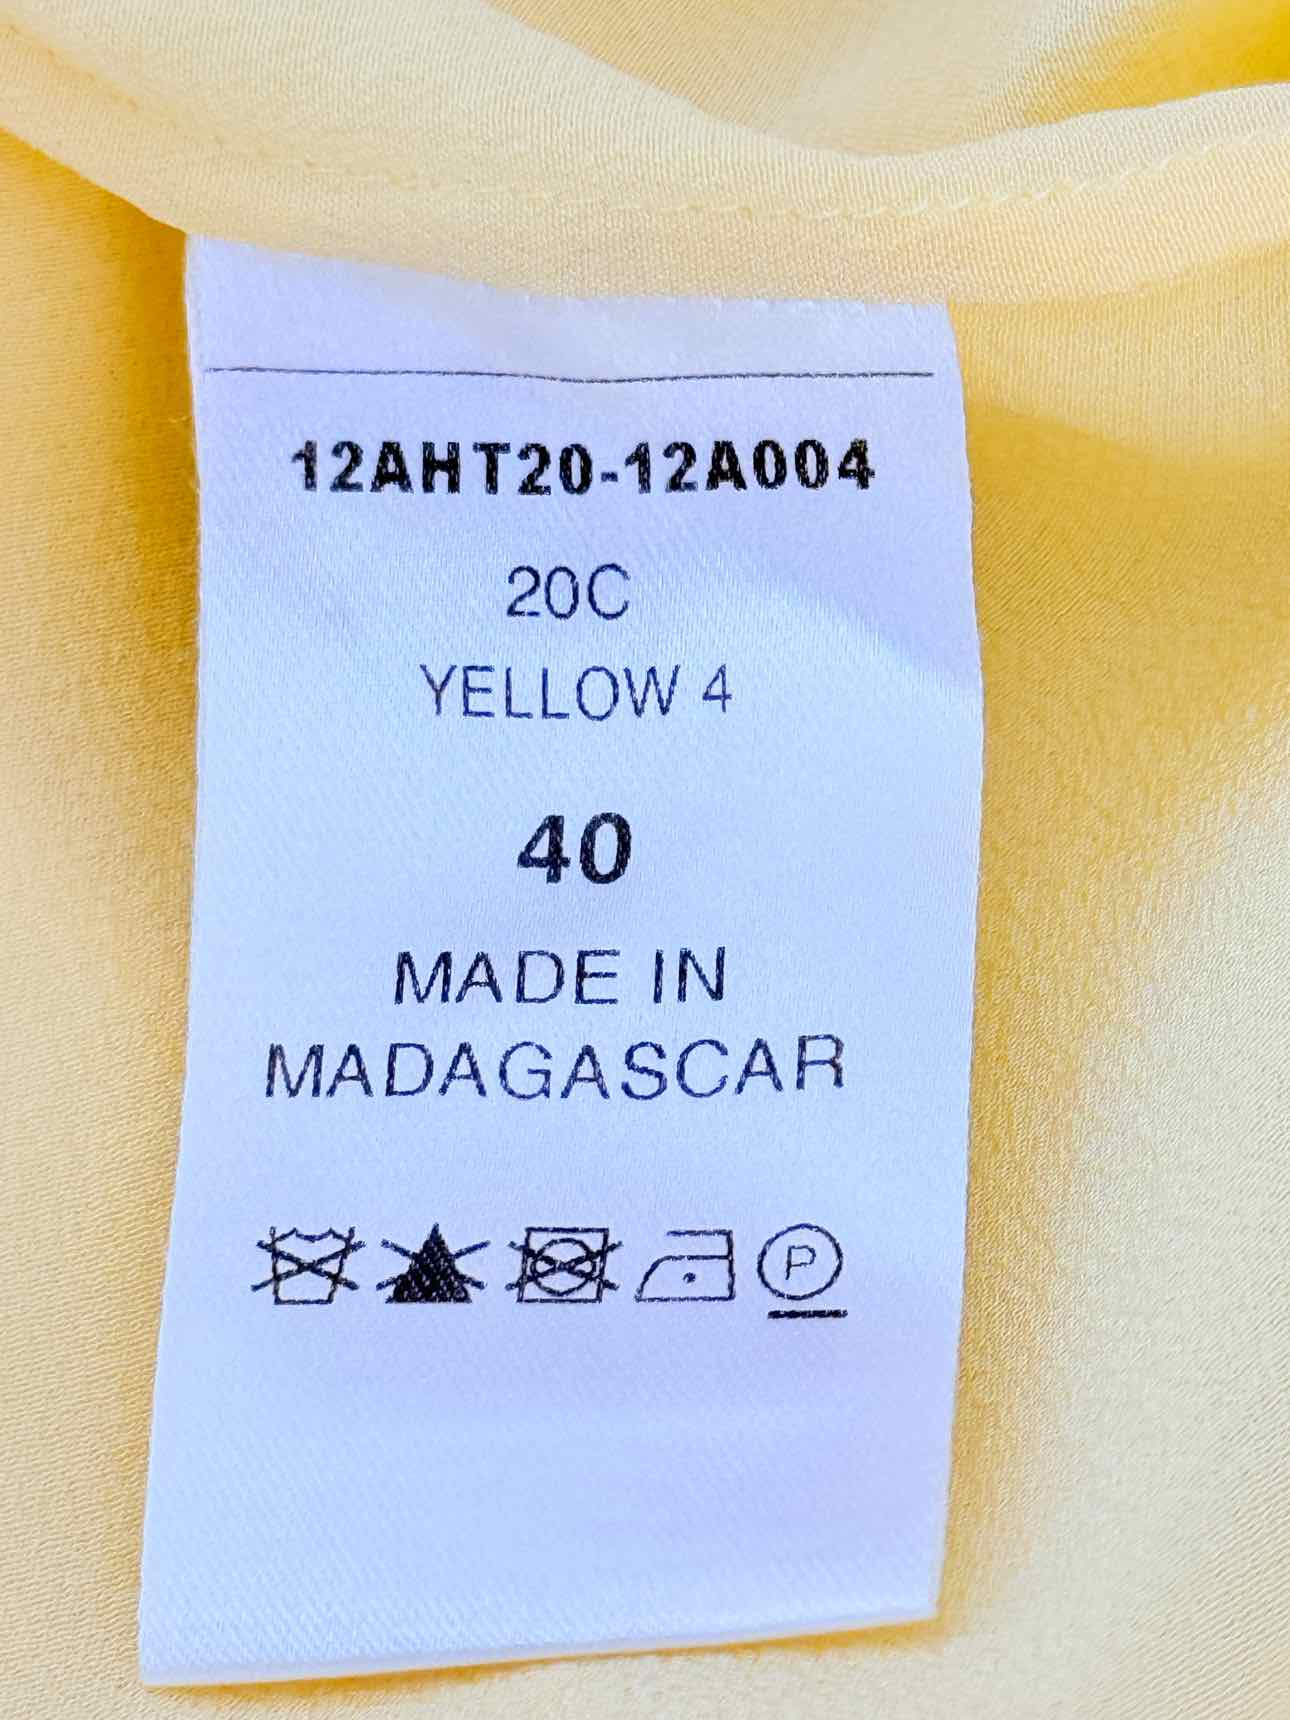 12AHT20-12A004
20C
YELLOW 4
40
MADE IN
MADAGASCAR
P